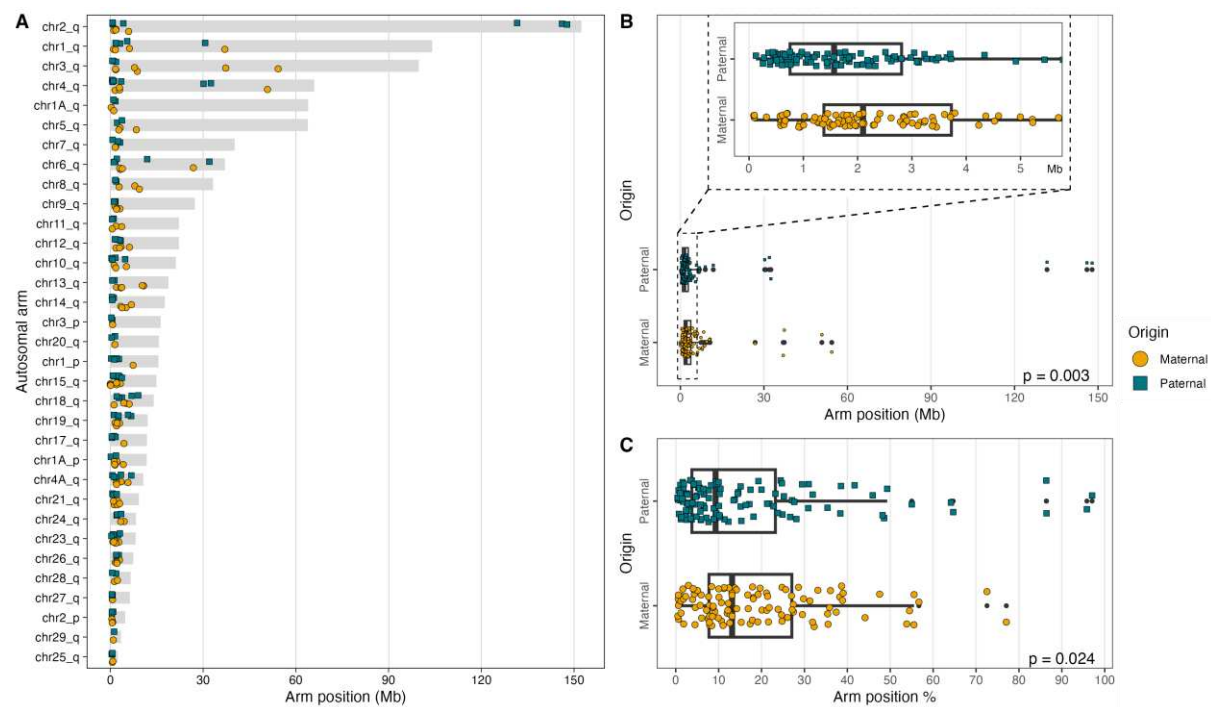 A
Autosomal arm
chr2_q
chr1_q
chr3_q
chr4_q
chr1A_q
chr5_q
chr7_q
chr6_q
chr8_q
chr9_q
chr11_q
chr12_q
chr10_q
chr13_q
chr14_q
chr3_p
chr20_q
chr1_p
chr15_q
chr18_q
chr19_q
chr17_q
chr1A_p
chr4A_q
chr21_q
chr24_q
chr23_q
chr26_q
chr28_q
chr27_q
chr2_p
chr29_q
chr25_q
0 30 60 90 120 150
Arm position (Mb)
B
Origin
Paternal
Maternal
0 1 2 3 4 5 Mb
Paternal
Maternal
p = 0.003
0 30 60 90 120 150
Arm position (Mb)
C
Origin
Paternal
Maternal
p = 0.024
0 10 20 30 40 50 60 70 80 90 100
Arm position %
Origin
Maternal
Paternal